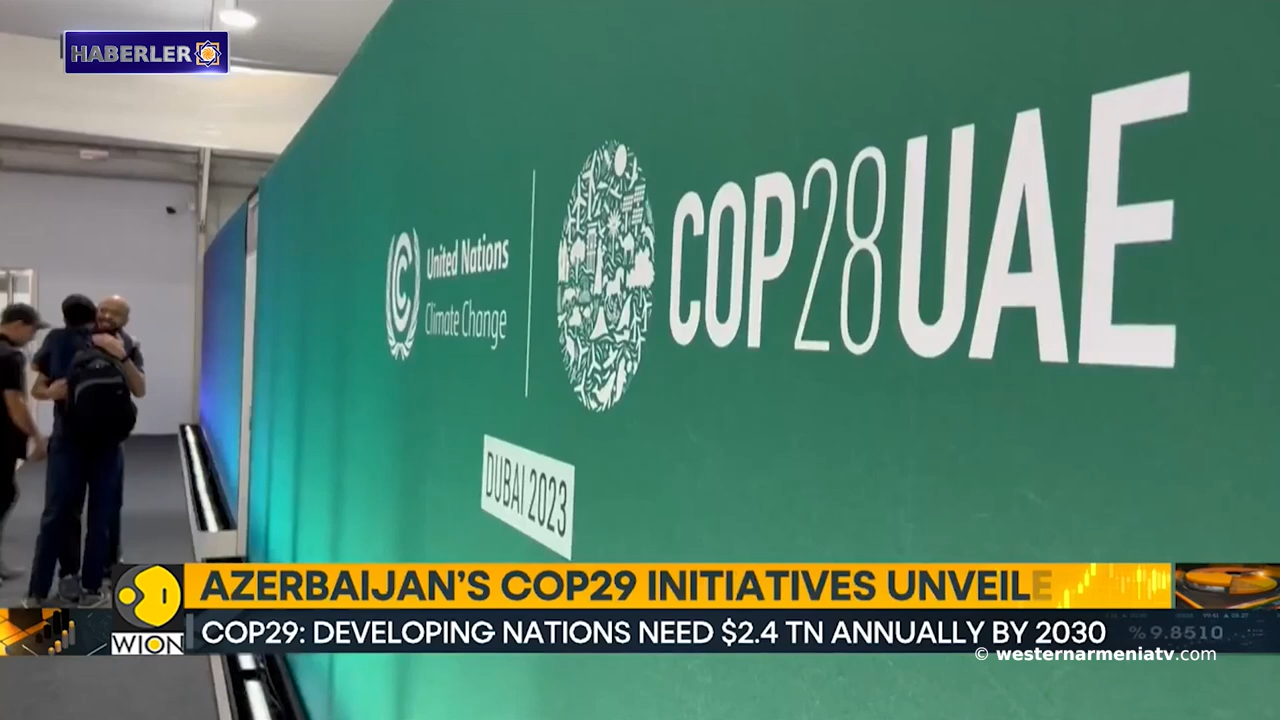 HABERLER
United Nations
Climate Change
COP28UAE
DUBAI 2023
AZERBAIJAN'S COP29 INITIATIVES UNVEILE
WION
COP29: DEVELOPING NATIONS NEED $2.4 TN ANNUALLY BY 2030
%9.8510
© westernarmeniatv.com